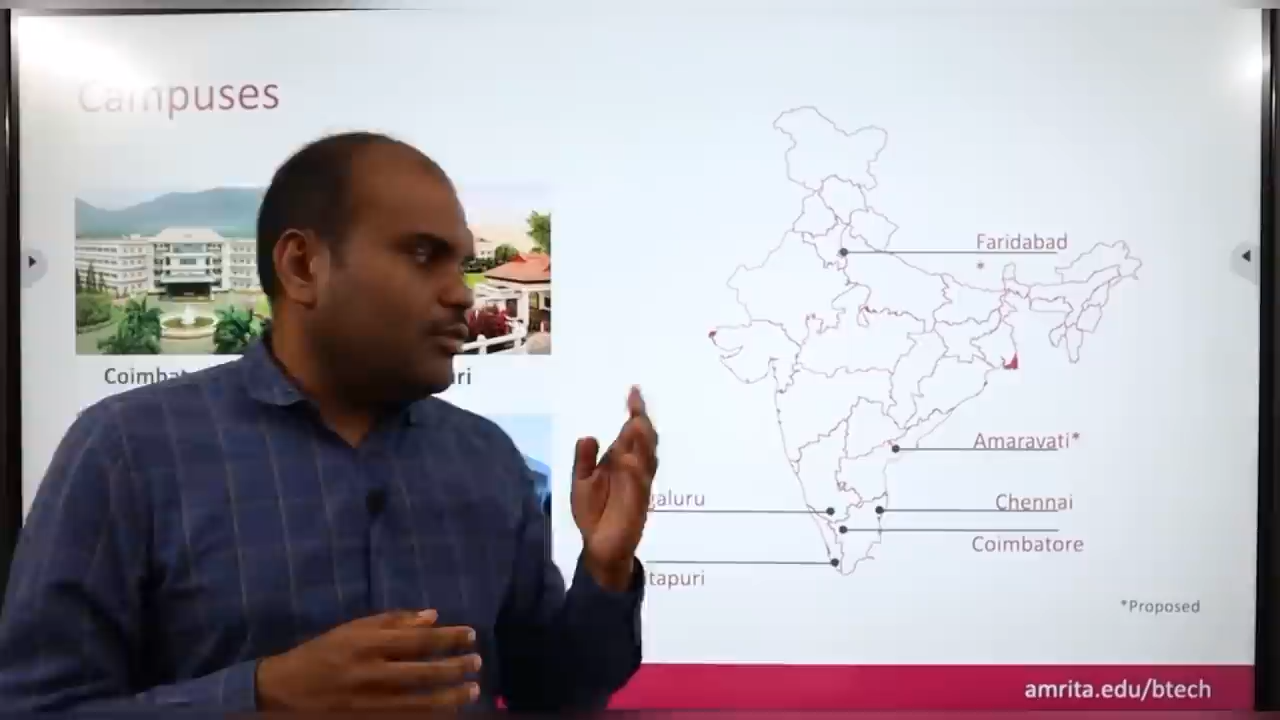 Campuses
Faridabad
*
Amaravati*
Chennai
Coimbatore
*Proposed
amrita.edu/btech